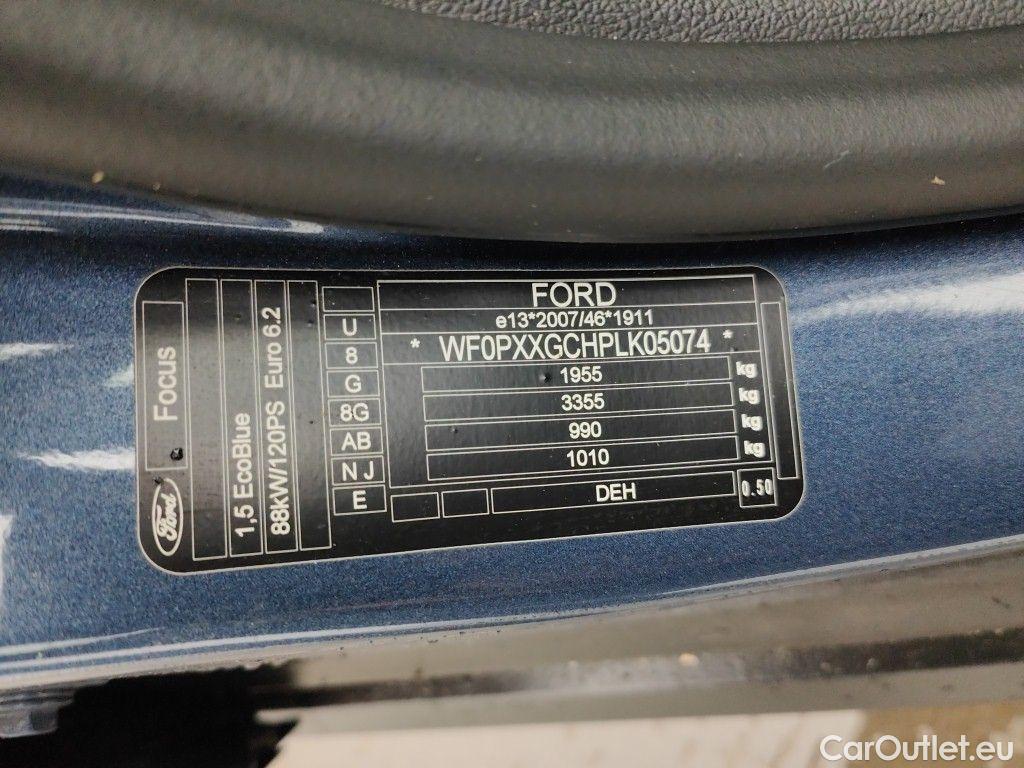 FORD
e13*2007/46*1911
* WF0PXXGCHPLK05074 *
1955 kg
3355 kg
990 kg
1010 kg
DEH 0.50
U
8
G
8G
AB
N J
E
Focus
Ford
1,5 EcoBlue
88kW/120PS Euro 6.2
CarOutlet.eu